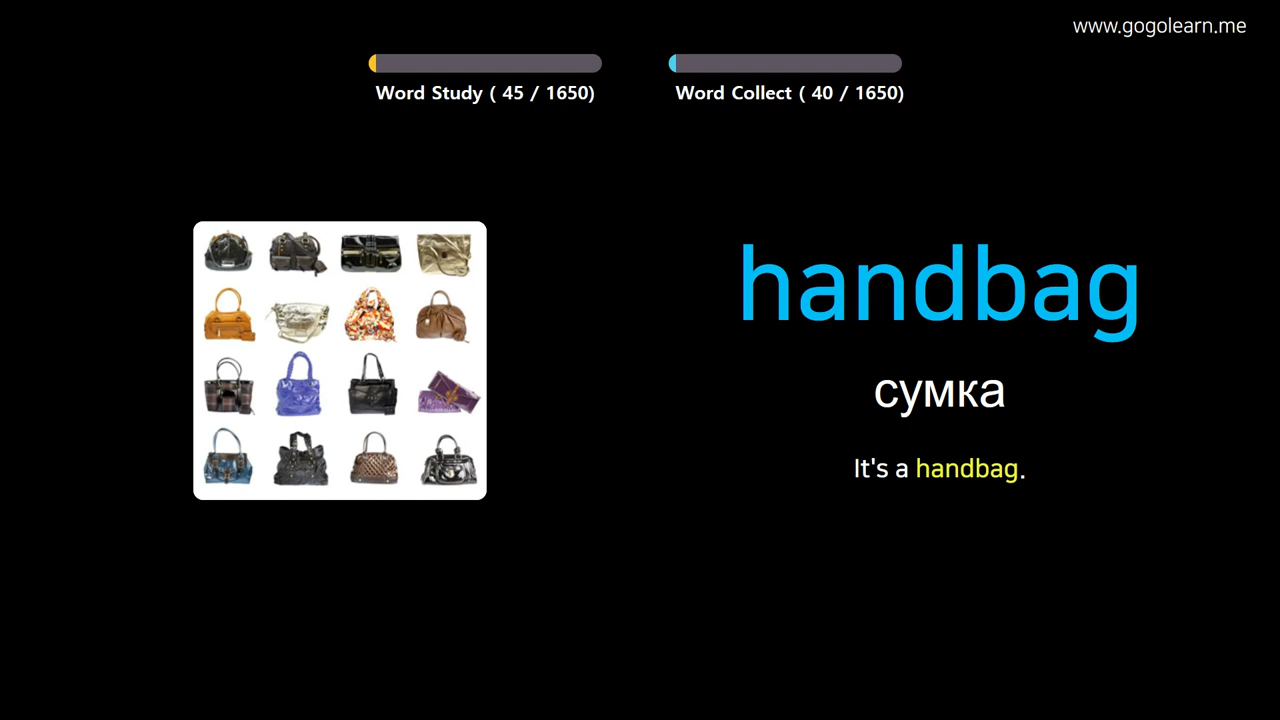 www.gogolearn.me
Word Study ( 45 / 1650)
Word Collect ( 40 / 1650)
handbag
сумка
It's a handbag.